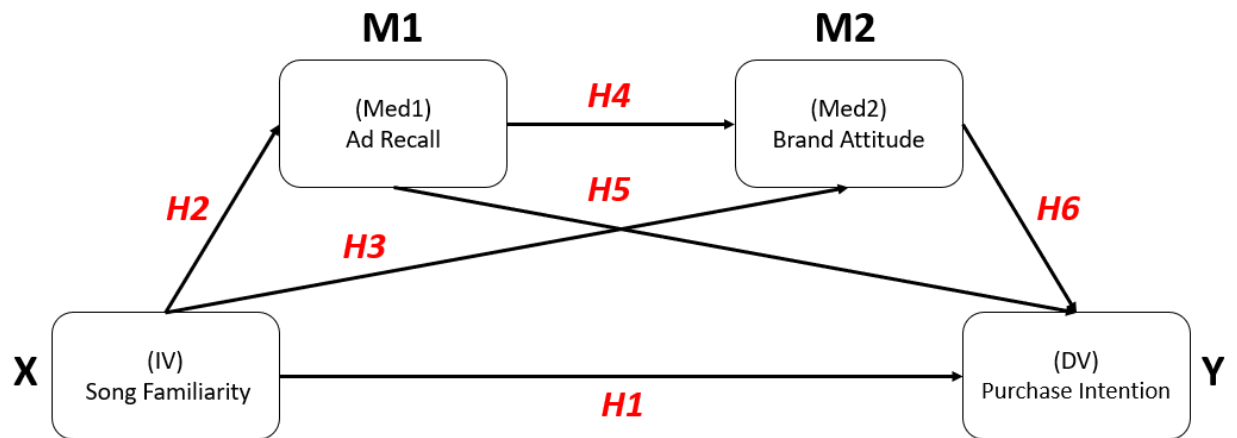 M1
M2
(Med1)
Ad Recall
H4
(Med2)
Brand Attitude
H2
H5
H6
H3
X
(IV)
Song Familiarity
H1
(DV)
Purchase Intention
Y